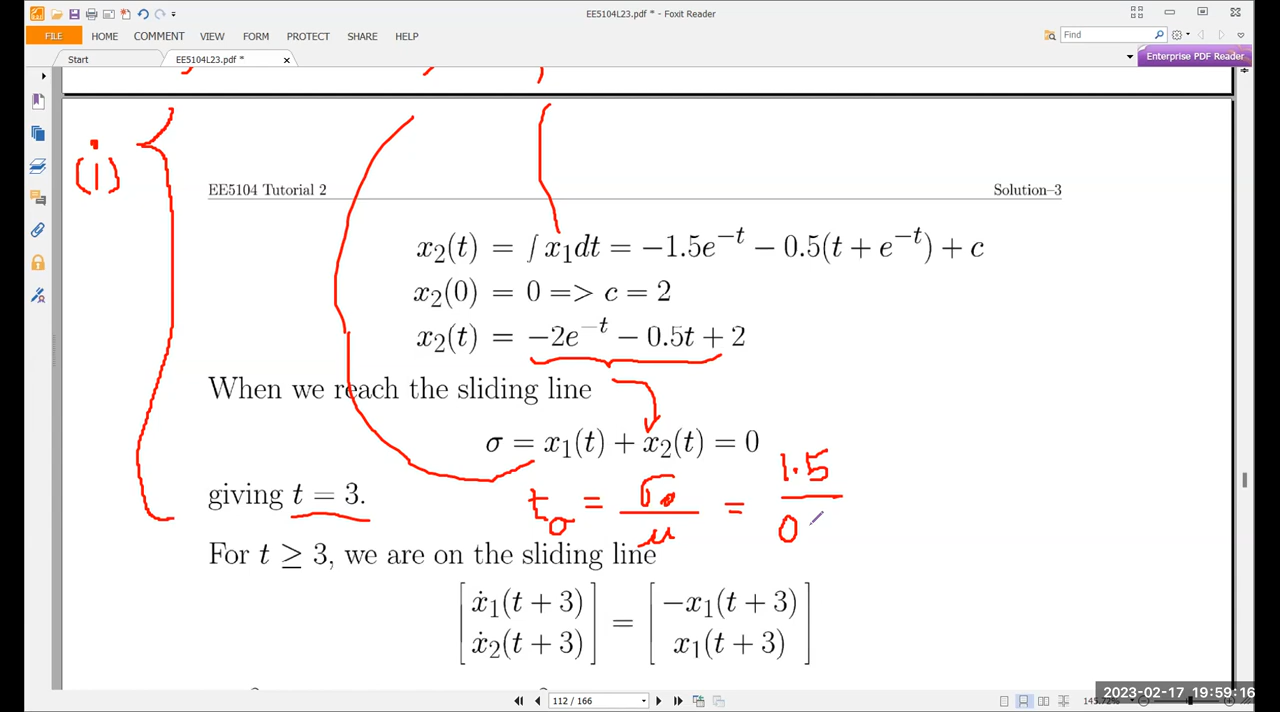 EE5104L23.pdf * - Foxit Reader
FILE HOME COMMENT VIEW FORM PROTECT SHARE HELP Find
Start EE5104L23.pdf * Enterprise PDF Reader
(i)
EE5104 Tutorial 2 Solution–3
x₂(t) = ∫ x₁dt = −1.5e^{−t} − 0.5(t + e^{−t}) + c
x₂(0) = 0 => c = 2
x₂(t) = −2e^{−t} − 0.5t + 2
When we reach the sliding line
σ = x₁(t) + x₂(t) = 0
giving t = 3.
t_σ = σ₀/μ = 1.5/0
For t ≥ 3, we are on the sliding line
[ẋ₁(t + 3)] = [−x₁(t + 3)]
[ẋ₂(t + 3)] [x₁(t + 3)]
112 / 166
2023-02-17 19:59:16